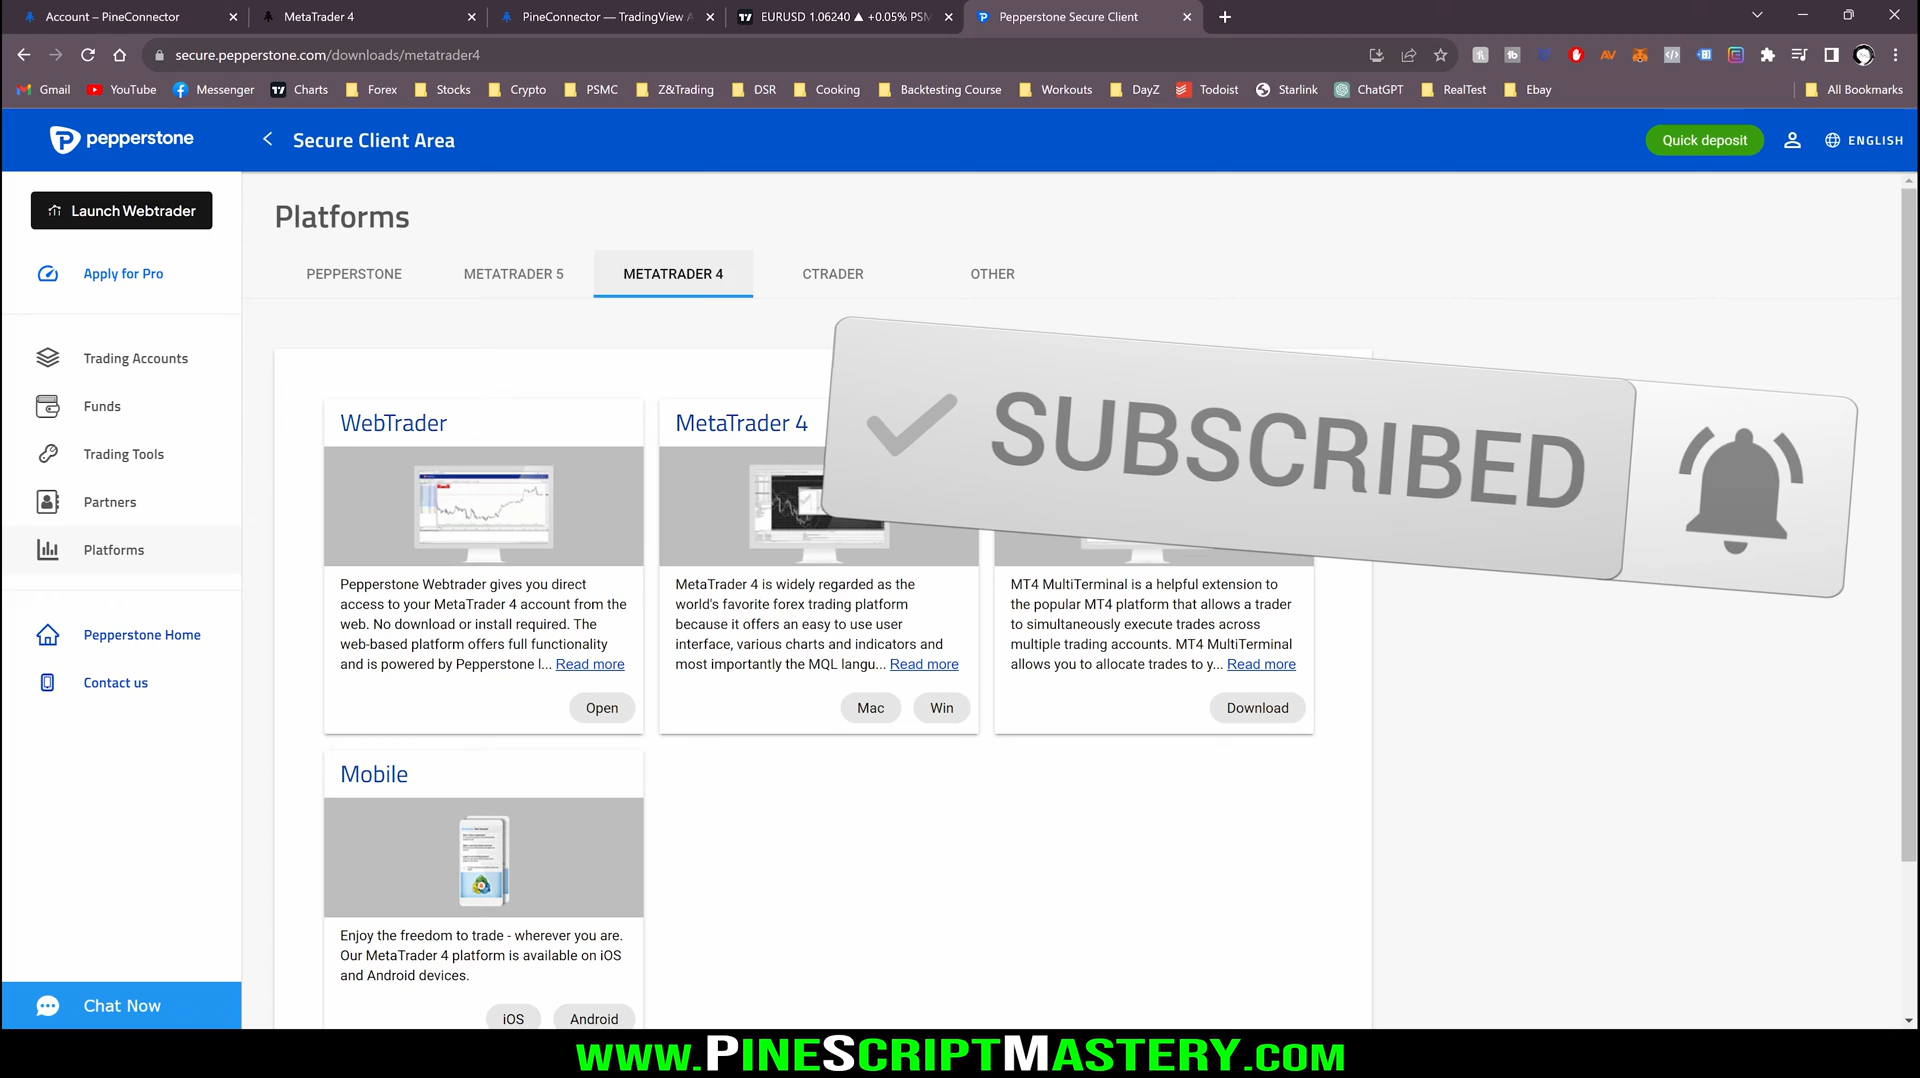 Account – PineConnector
MetaTrader 4
PineConnector — TradingView A
EURUSD 1.06240 ▲ +0.05% PSM
Pepperstone Secure Client
secure.pepperstone.com/downloads/metatrader4
Gmail
YouTube
Messenger
Charts
Forex
Stocks
Crypto
PSMC
Z&Trading
DSR
Cooking
Backtesting Course
Workouts
DayZ
Todoist
Starlink
ChatGPT
RealTest
Ebay
All Bookmarks
pepperstone
Secure Client Area
Quick deposit
ENGLISH
Launch Webtrader
Apply for Pro
Trading Accounts
Funds
Trading Tools
Partners
Platforms
Pepperstone Home
Contact us
Chat Now
Platforms
PEPPERSTONE
METATRADER 5
METATRADER 4
CTRADER
OTHER
WebTrader
Pepperstone Webtrader gives you direct
access to your MetaTrader 4 account from the
web. No download or install required. The
web-based platform offers full functionality
and is powered by Pepperstone l... Read more
Open
MetaTrader 4
MetaTrader 4 is widely regarded as the
world's favorite forex trading platform
because it offers an easy to use user
interface, various charts and indicators and
most importantly the MQL langu... Read more
Mac
Win
MT4 MultiTerminal is a helpful extension to
the popular MT4 platform that allows a trader
to simultaneously execute trades across
multiple trading accounts. MT4 MultiTerminal
allows you to allocate trades to y... Read more
Download
SUBSCRIBED
Mobile
Enjoy the freedom to trade - wherever you are.
Our MetaTrader 4 platform is available on iOS
and Android devices.
iOS
Android
www.PineScriptMastery.com